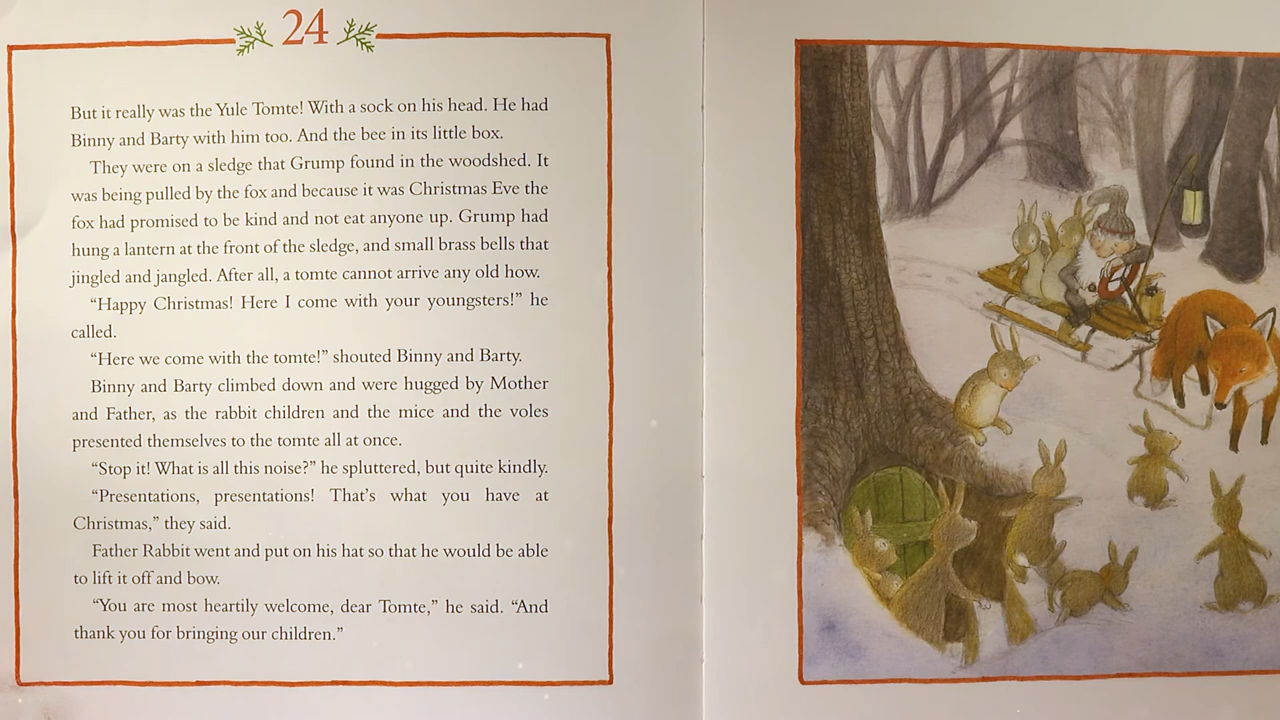 24
But it really was the Yule Tomte! With a sock on his head. He had
Binny and Barty with him too. And the bee in its little box.
They were on a sledge that Grump found in the woodshed. It
was being pulled by the fox and because it was Christmas Eve the
fox had promised to be kind and not eat anyone up. Grump had
hung a lantern at the front of the sledge, and small brass bells that
jingled and jangled. After all, a tomte cannot arrive any old how.
“Happy Christmas! Here I come with your youngsters!” he
called.
“Here we come with the tomte!” shouted Binny and Barty.
Binny and Barty climbed down and were hugged by Mother
and Father, as the rabbit children and the mice and the voles
presented themselves to the tomte all at once.
“Stop it! What is all this noise?” he spluttered, but quite kindly.
“Presentations, presentations! That’s what you have at
Christmas,” they said.
Father Rabbit went and put on his hat so that he would be able
to lift it off and bow.
“You are most heartily welcome, dear Tomte,” he said. “And
thank you for bringing our children.”